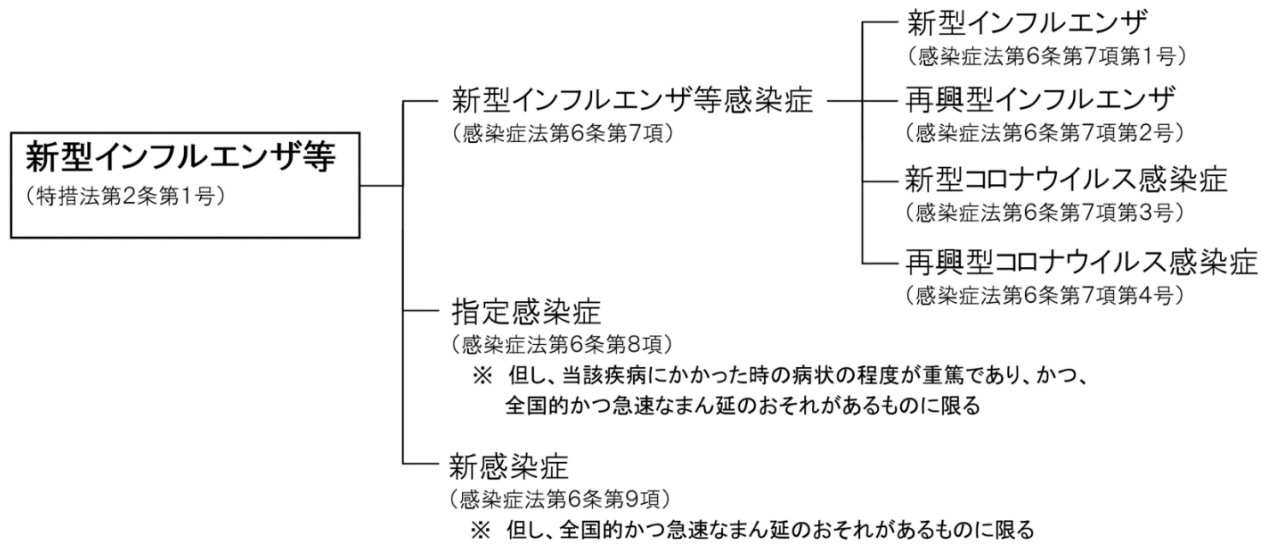 新型インフルエンザ等
（特措法第2条第1号）
新型インフルエンザ等感染症
（感染症法第6条第7項）
新型インフルエンザ
（感染症法第6条第7項第1号）
再興型インフルエンザ
（感染症法第6条第7項第2号）
新型コロナウイルス感染症
（感染症法第6条第7項第3号）
再興型コロナウイルス感染症
（感染症法第6条第7項第4号）
指定感染症
（感染症法第6条第8項）
※　但し、当該疾病にかかった時の病状の程度が重篤であり、かつ、
全国的かつ急速なまん延のおそれがあるものに限る
新感染症
（感染症法第6条第9項）
※　但し、全国的かつ急速なまん延のおそれがあるものに限る